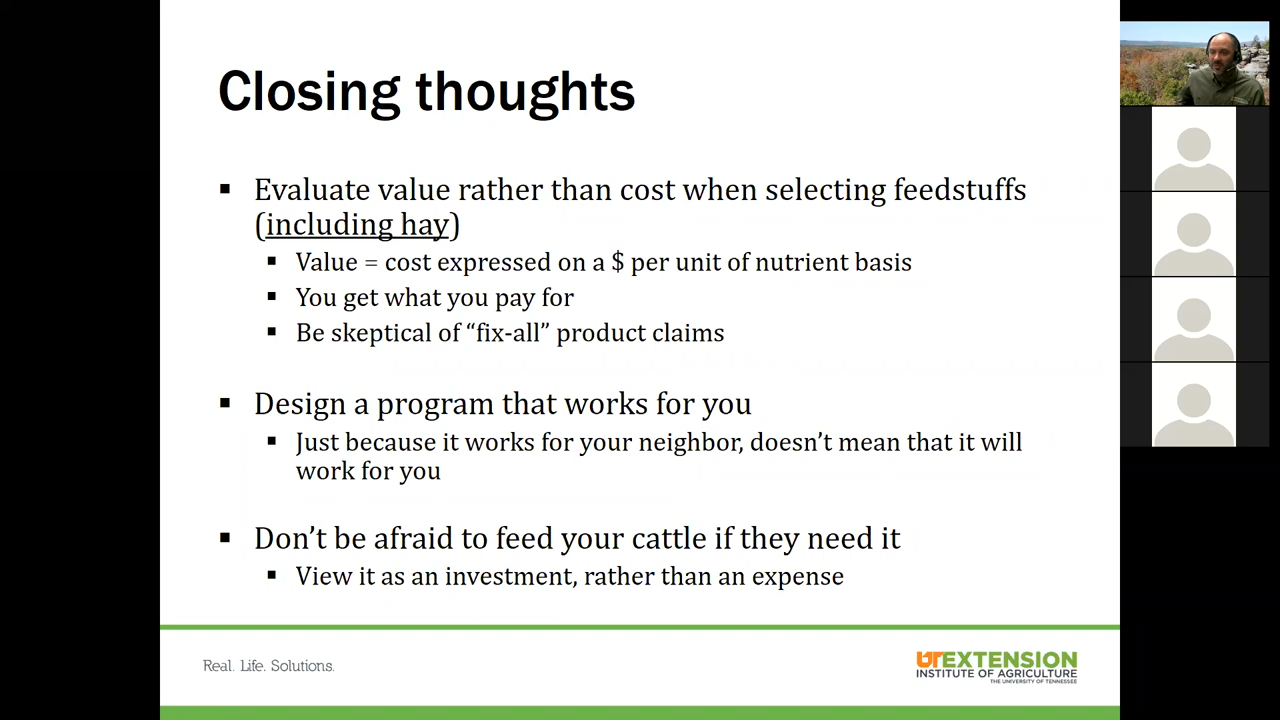 Closing thoughts
▪ Evaluate value rather than cost when selecting feedstuffs
(including hay)
▪ Value = cost expressed on a $ per unit of nutrient basis
▪ You get what you pay for
▪ Be skeptical of “fix-all” product claims
▪ Design a program that works for you
▪ Just because it works for your neighbor, doesn’t mean that it will
work for you
▪ Don’t be afraid to feed your cattle if they need it
▪ View it as an investment, rather than an expense
Real. Life. Solutions.
UT EXTENSION
INSTITUTE OF AGRICULTURE
THE UNIVERSITY OF TENNESSEE